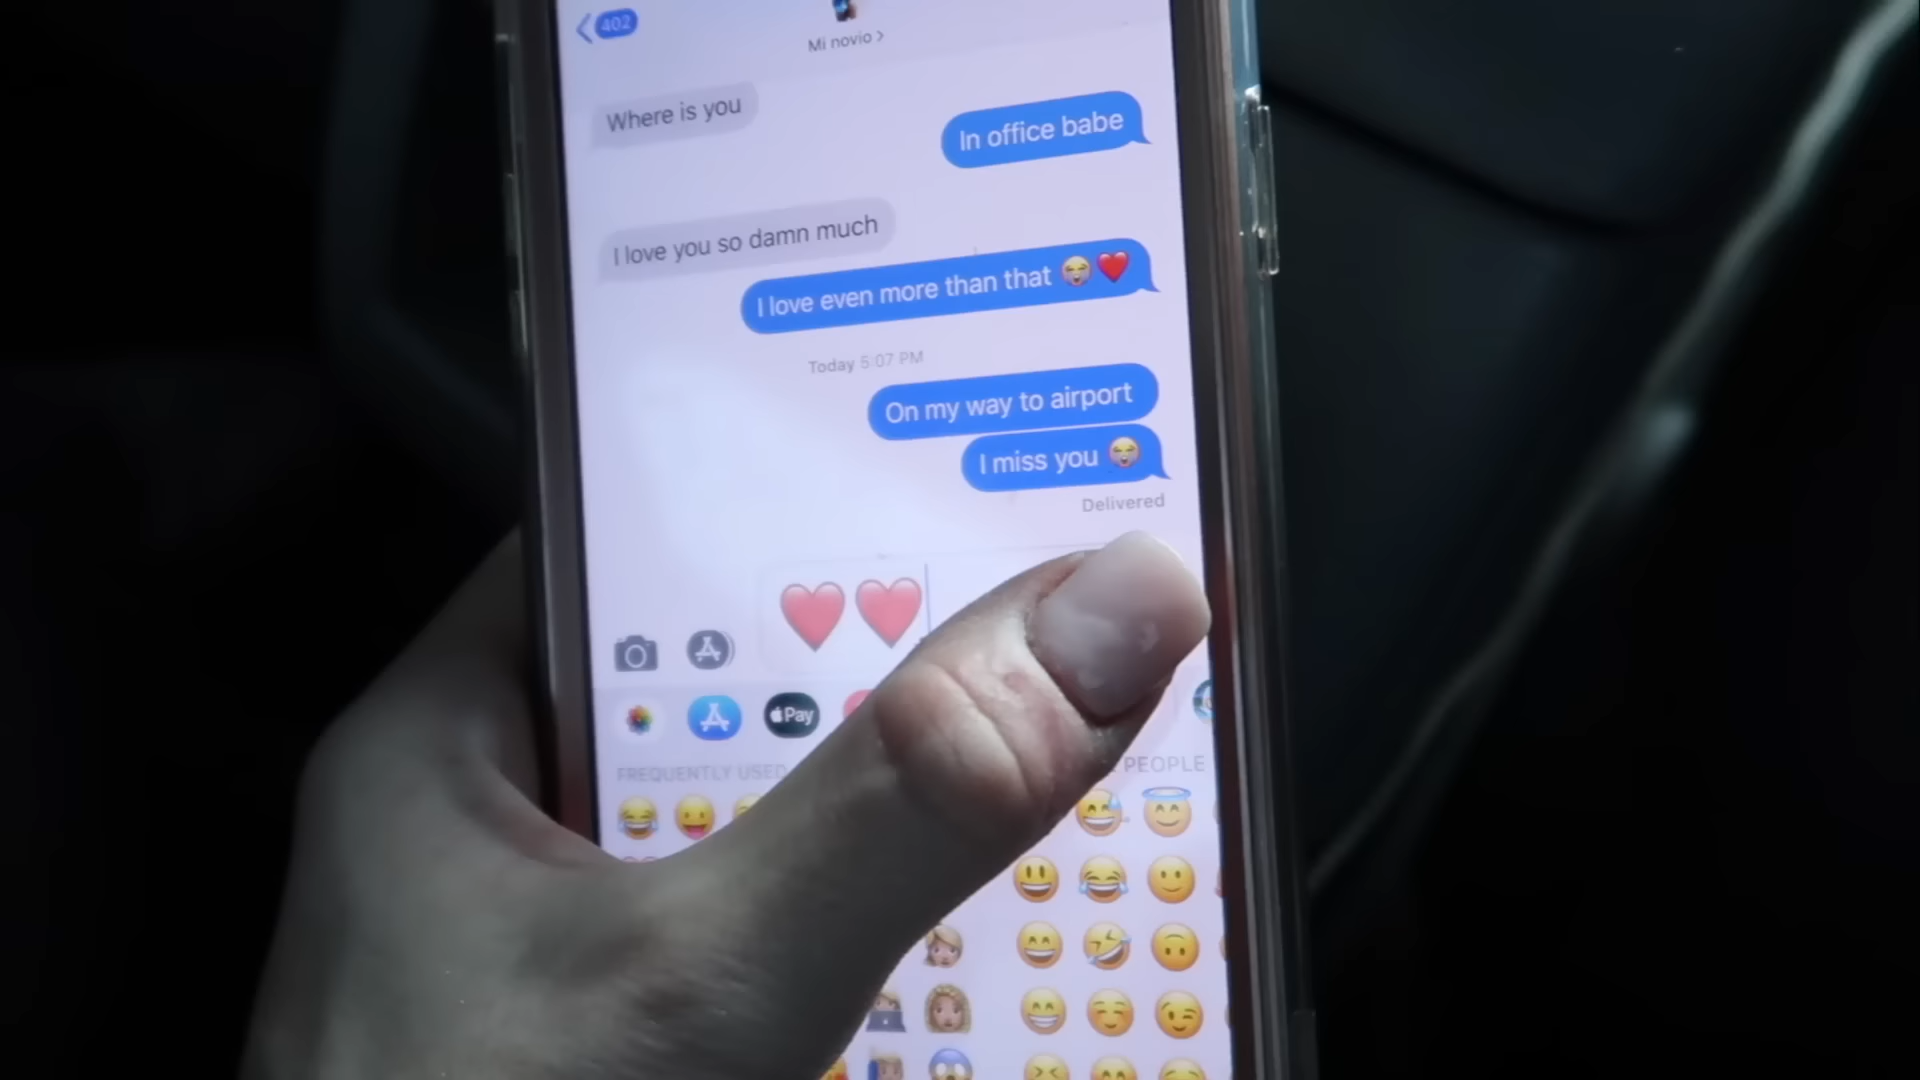 402
Mi novio >
Where is you
In office babe
I love you so damn much
I love even more than that 😭❤️
Today 5:07 PM
On my way to airport
I miss you 😭
Delivered
❤️❤️
Pay
FREQUENTLY USED
PEOPLE